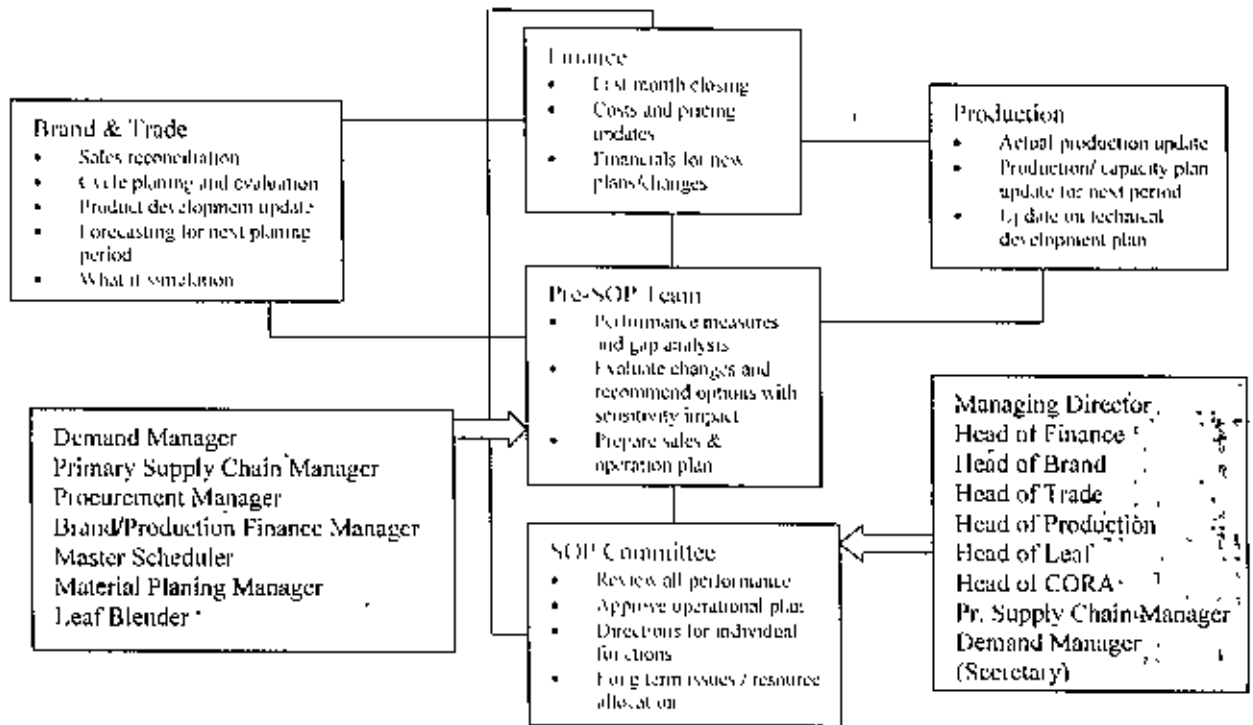 Finance
• Last month closing
• Costs and pricing
updates
• Financials for new
plans/changes
Brand & Trade
• Sales reconciliation
• Cycle planing and evaluation
• Product development update
• Forecasting for next planing
period
• What if simulation
Production
• Actual production update
• Production/ capacity plan
update for next period
• Update on technical
development plan
Pre-SOP Team
• Performance measures
and gap analysis
• Evaluate changes and
recommend options with
sensitivity impact
• Prepare sales &
operation plan
Demand Manager
Primary Supply Chain Manager
Procurement Manager
Brand/Production Finance Manager
Master Scheduler
Material Planing Manager
Leaf Blender
Managing Director
Head of Finance
Head of Brand
Head of Trade
Head of Production
Head of Leaf
Head of CORA
Pr. Supply Chain Manager
Demand Manager
(Secretary)
SOP Committee
• Review all performance
• Approve operational plan
• Directions for individual
functions
• Long term issues / resource
allocation